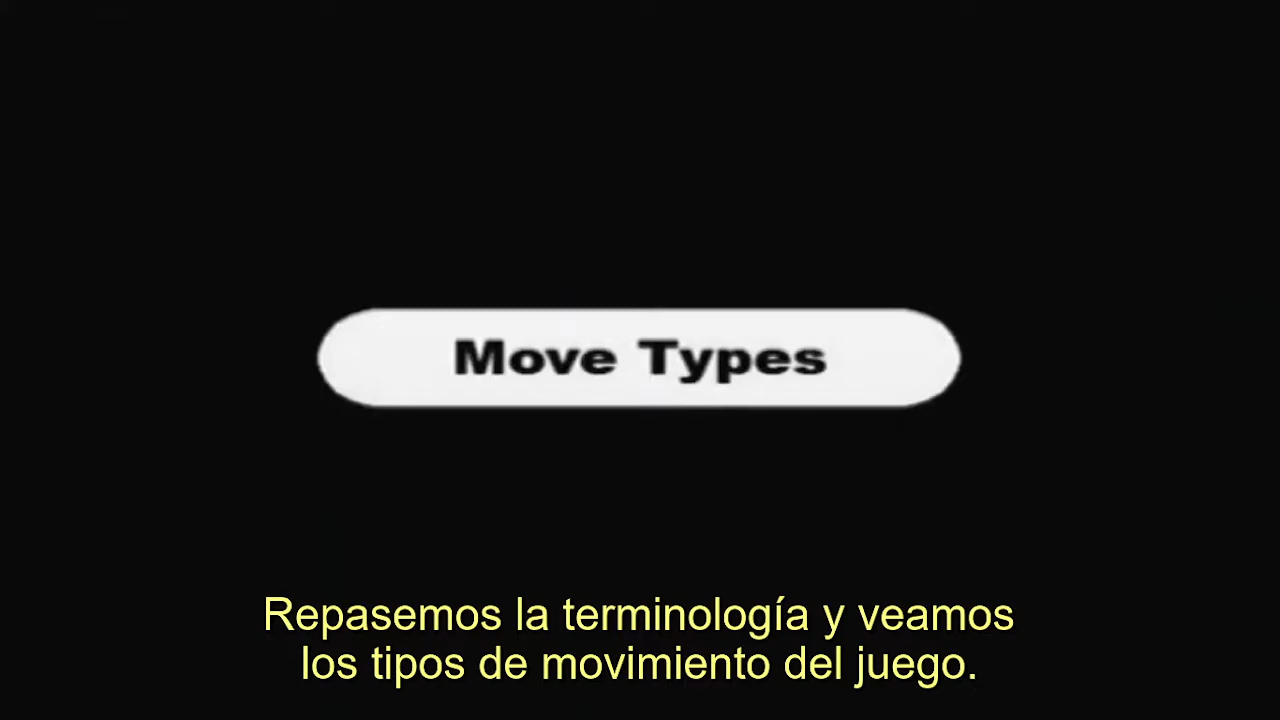 Move Types
Repasemos la terminología y veamos
los tipos de movimiento del juego.